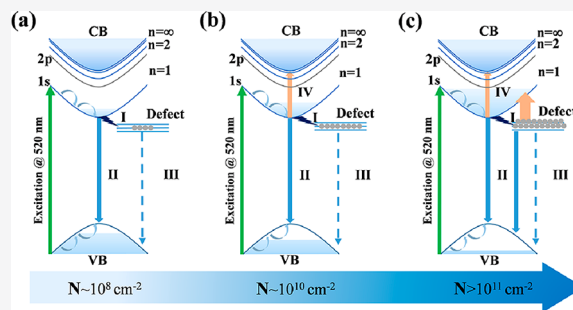 (a)
CB
n=∞
n=2
2p
n=1
1s
I
Defect
Excitation @ 520 nm
II
III
VB
(b)
CB
n=∞
n=2
2p
n=1
1s
IV
I
Defect
Excitation @ 520 nm
II
III
VB
(c)
CB
n=∞
n=2
2p
n=1
1s
IV
I
Defect
Excitation @ 520 nm
II
III
VB
N~10⁸ cm⁻²
N~10¹⁰ cm⁻²
N>10¹¹ cm⁻²